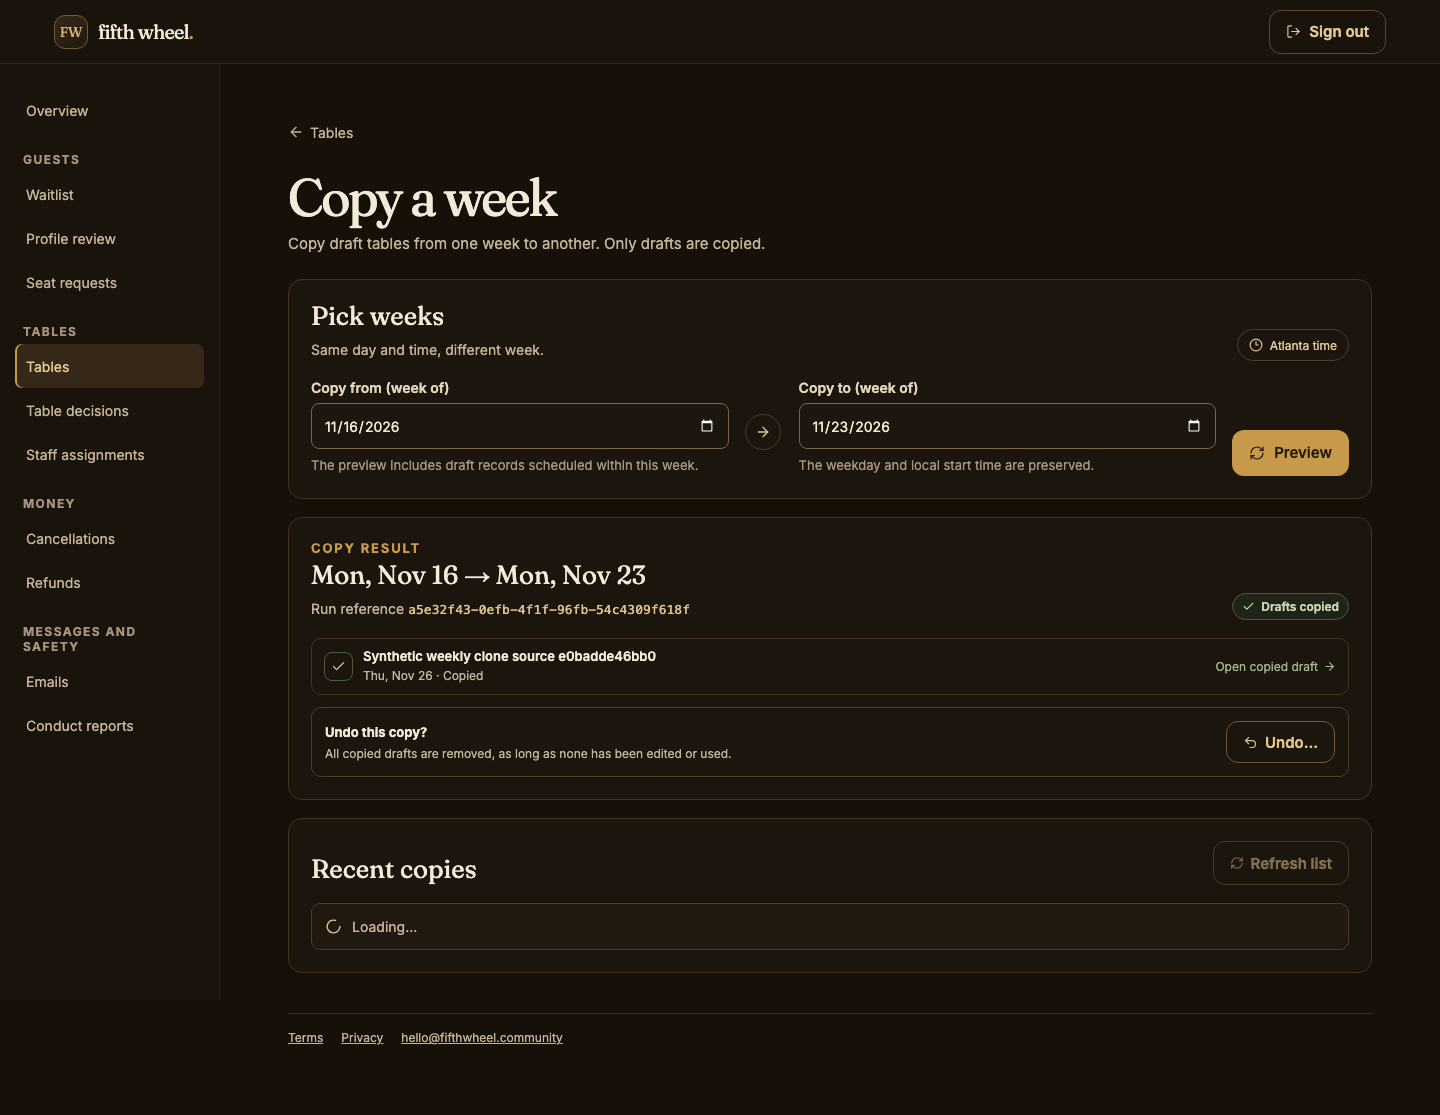 FW fifth wheel.
Sign out
Overview
GUESTS
Waitlist
Profile review
Seat requests
TABLES
Tables
Table decisions
Staff assignments
MONEY
Cancellations
Refunds
MESSAGES AND
SAFETY
Emails
Conduct reports
Tables
Copy a week
Copy draft tables from one week to another. Only drafts are copied.
Pick weeks
Same day and time, different week.
Atlanta time
Copy from (week of)
11/16/2026
The preview includes draft records scheduled within this week.
Copy to (week of)
11/23/2026
The weekday and local start time are preserved.
Preview
COPY RESULT
Mon, Nov 16 → Mon, Nov 23
Run reference a5e32f43-0efb-4f1f-96fb-54c4309f618f
Drafts copied
Synthetic weekly clone source e0badde46bb0
Thu, Nov 26 · Copied
Open copied draft →
Undo this copy?
All copied drafts are removed, as long as none has been edited or used.
Undo...
Recent copies
Refresh list
Loading...
Terms Privacy hello@fifthwheel.community